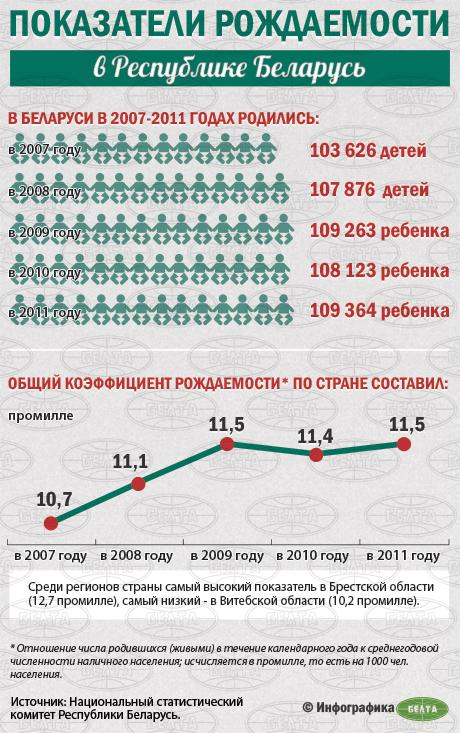 ПОКАЗАТЕЛИ РОЖДАЕМОСТИ
в Республике Беларусь
В БЕЛАРУСИ В 2007-2011 ГОДАХ РОДИЛИСЬ:
в 2007 году 103 626 детей
в 2008 году 107 876 детей
в 2009 году 109 263 ребенка
в 2010 году 108 123 ребенка
в 2011 году 109 364 ребенка
ОБЩИЙ КОЭФФИЦИЕНТ РОЖДАЕМОСТИ* ПО СТРАНЕ СОСТАВИЛ:
промилле
10,7 11,1 11,5 11,4 11,5
в 2007 году в 2008 году в 2009 году в 2010 году в 2011 году
Среди регионов страны самый высокий показатель в Брестской области
(12,7 промилле), самый низкий - в Витебской области (10,2 промилле).
* Отношение числа родившихся (живыми) в течение календарного года к среднегодовой
численности наличного населения; исчисляется в промилле, то есть на 1000 чел.
населения.
Источник: Национальный статистический
комитет Республики Беларусь.
© Инфографика БЕЛТА